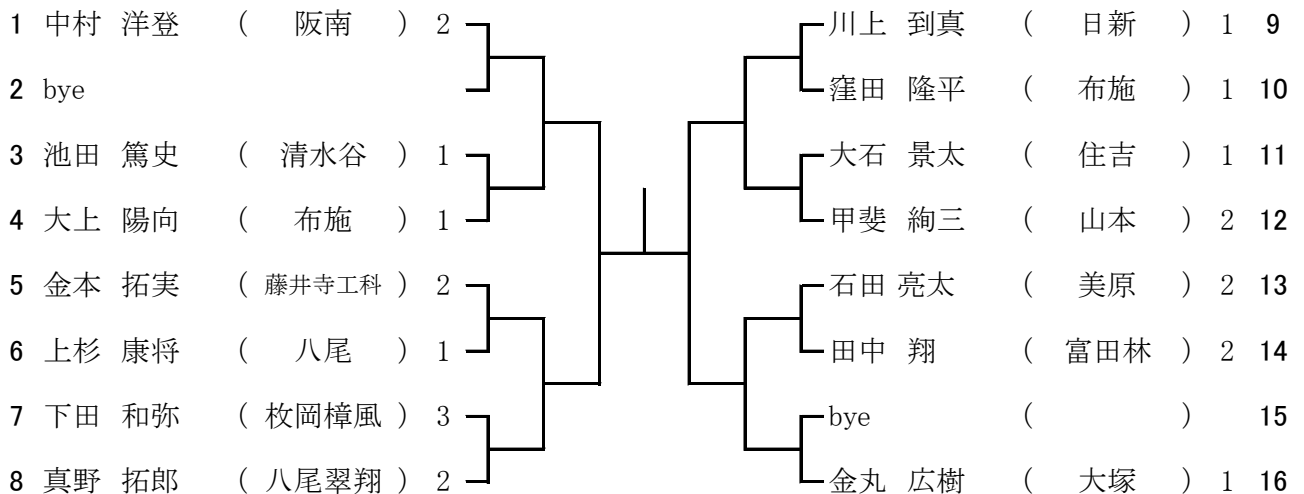 1 中村 洋登 ( 阪南 ) 2
2 bye
3 池田 篤史 ( 清水谷 ) 1
4 大上 陽向 ( 布施 ) 1
5 金本 拓実 ( 藤井寺工科 ) 2
6 上杉 康将 ( 八尾 ) 1
7 下田 和弥 ( 枚岡樟風 ) 3
8 真野 拓郎 ( 八尾翠翔 ) 2
川上 到真 ( 日新 ) 1 9
窪田 隆平 ( 布施 ) 1 10
大石 景太 ( 住吉 ) 1 11
甲斐 絢三 ( 山本 ) 2 12
石田 亮太 ( 美原 ) 2 13
田中 翔 ( 富田林 ) 2 14
bye ( ) 15
金丸 広樹 ( 大塚 ) 1 16